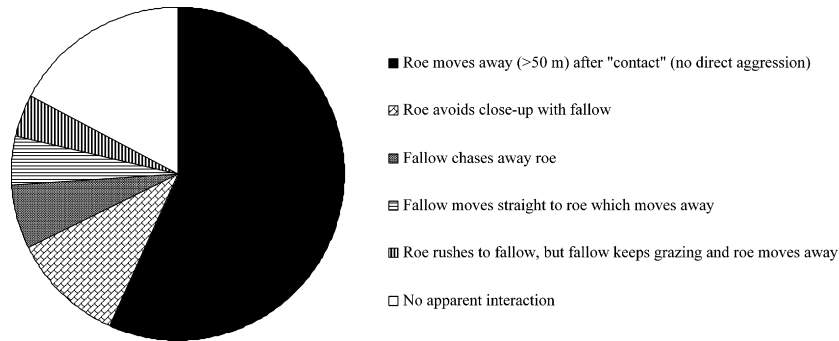 Roe moves away (>50 m) after "contact" (no direct aggression)
Roe avoids close-up with fallow
Fallow chases away roe
Fallow moves straight to roe which moves away
Roe rushes to fallow, but fallow keeps grazing and roe moves away
No apparent interaction